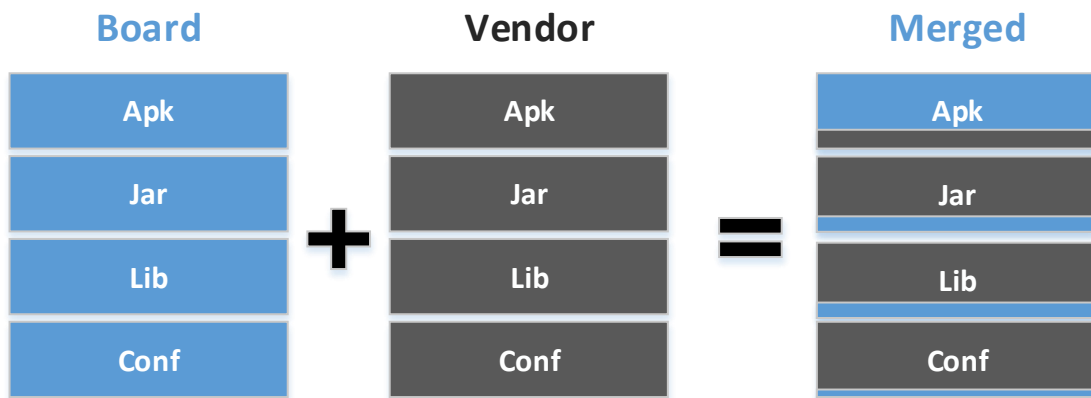 Board Vendor Merged
Apk Apk Apk
Jar Jar Jar
Lib Lib Lib
Conf Conf Conf